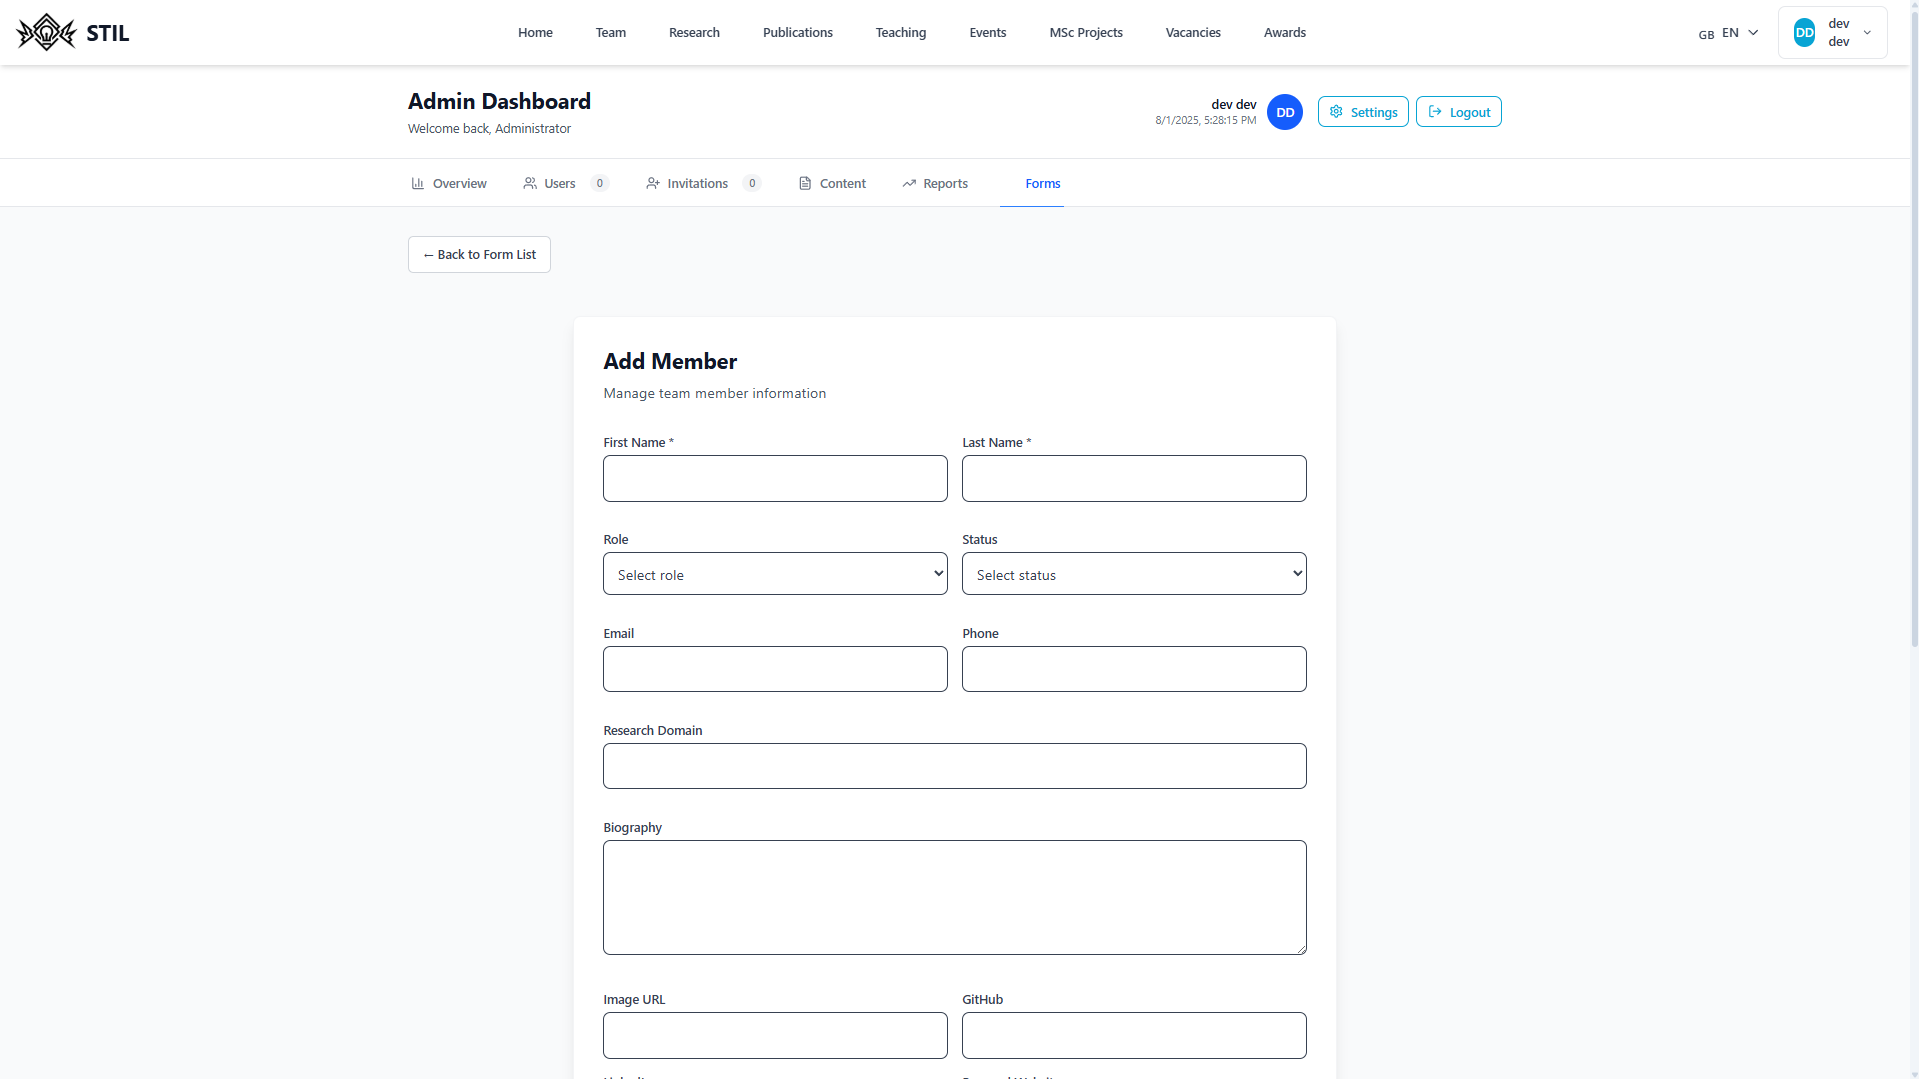 STIL
Home Team Research Publications Teaching Events MSc Projects Vacancies Awards
GB EN
DD dev dev
Admin Dashboard
Welcome back, Administrator
dev dev
8/1/2025, 5:28:15 PM
DD
Settings
Logout
Overview Users 0 Invitations 0 Content Reports Forms
← Back to Form List
Add Member
Manage team member information
First Name * Last Name *
Role Status
Select role Select status
Email Phone
Research Domain
Biography
Image URL GitHub